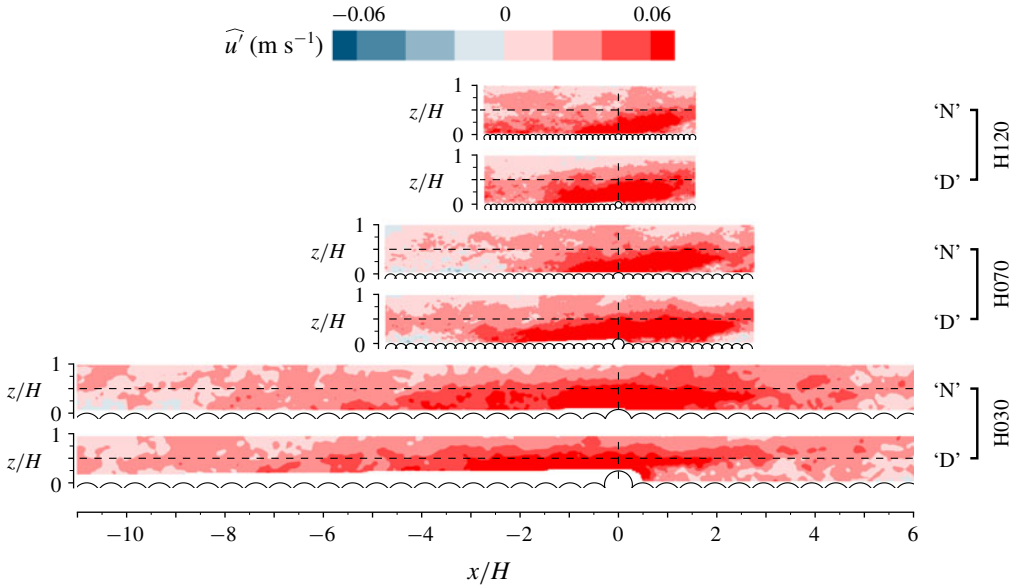 −0.06 0 0.06
û′ (m s⁻¹)
1
z/H
0
‘N’
1
z/H
0
‘D’
H120
1
z/H
0
‘N’
1
z/H
0
‘D’
H070
1
z/H
0
‘N’
1
z/H
0
‘D’
H030
−10 −8 −6 −4 −2 0 2 4 6
x/H